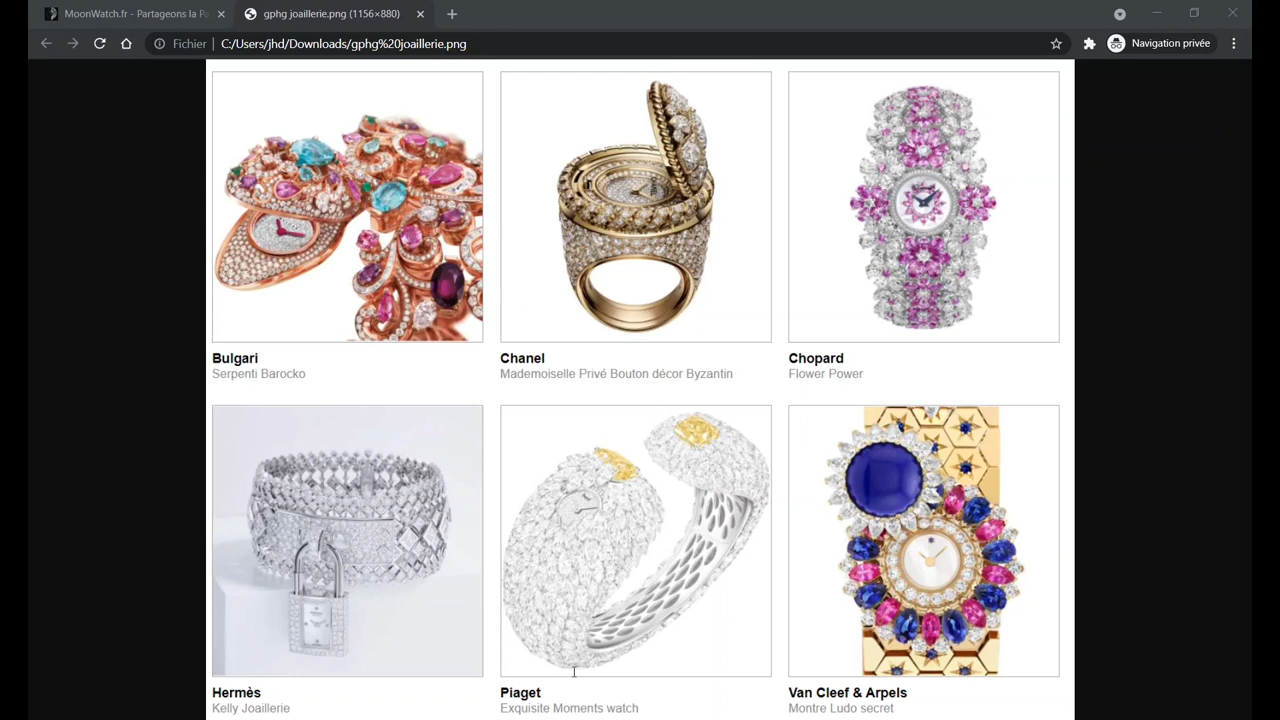 MoonWatch.fr - Partageons la Pa
gphg joaillerie.png (1156×880)
Fichier
C:/Users/jhd/Downloads/gphg%20joaillerie.png
Navigation privée
Bulgari
Serpenti Barocko
Chanel
Mademoiselle Privé Bouton décor Byzantin
Chopard
Flower Power
Hermès
Kelly Joaillerie
Piaget
Exquisite Moments watch
Van Cleef & Arpels
Montre Ludo secret